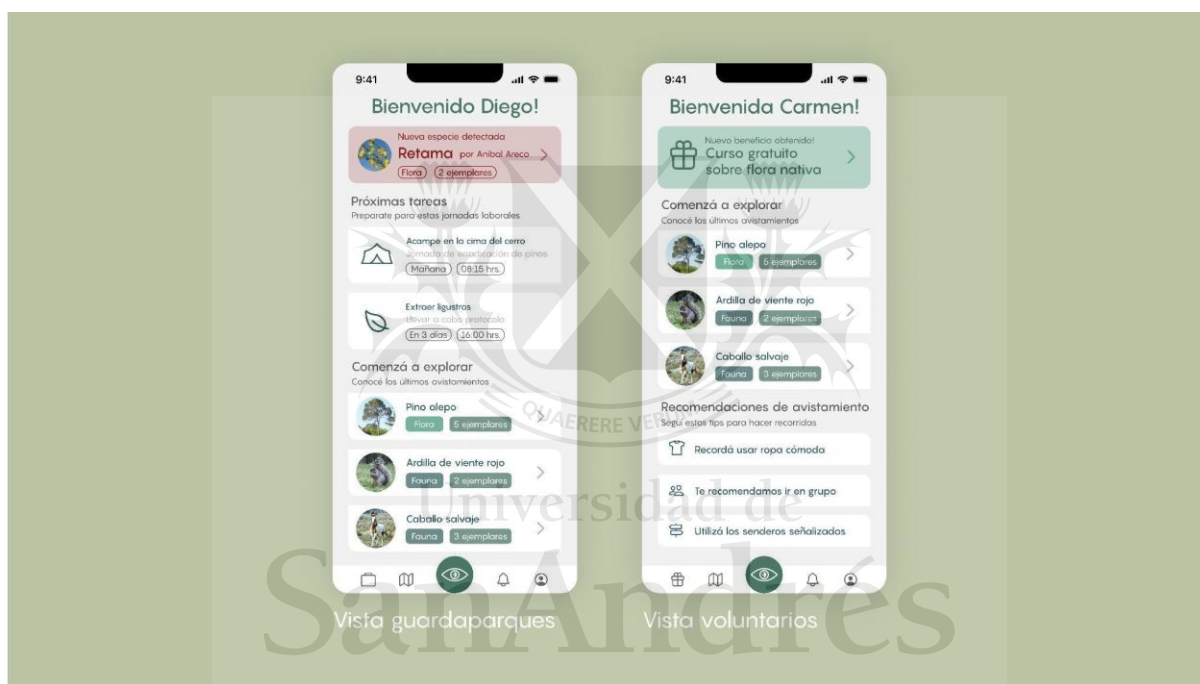 9:41
Bienvenido Diego!
Nueva especie detectada
Retama por Anibal Areco
Flora 2 ejemplares
Próximas tareas
Preparate para estas jornadas laborales
Acampe en la cima del cerro
Jornada de erradicación de pinos
Mañana 08:15 hrs.
Extraer ligustros
Llevar a cabo protocolo
En 3 días 16:00 hrs.
Comenzá a explorar
Conocé los últimos avistamientos
Pino alepo
Flora 5 ejemplares
Ardilla de viente rojo
Fauna 2 ejemplares
Caballo salvaje
Fauna 3 ejemplares
Vista guardaparques
9:41
Bienvenida Carmen!
Nuevo beneficio obtenido!
Curso gratuito
sobre flora nativa
Comenzá a explorar
Conocé los últimos avistamientos
Pino alepo
Flora 5 ejemplares
Ardilla de viente rojo
Fauna 2 ejemplares
Caballo salvaje
Fauna 3 ejemplares
Recomendaciones de avistamiento
Seguí estos tips para hacer recorridas
Recordá usar ropa cómoda
Te recomendamos ir en grupo
Utilizá los senderos señalizados
Vista voluntarios
QUAERERE VERUM
Universidad de
SanAndrés